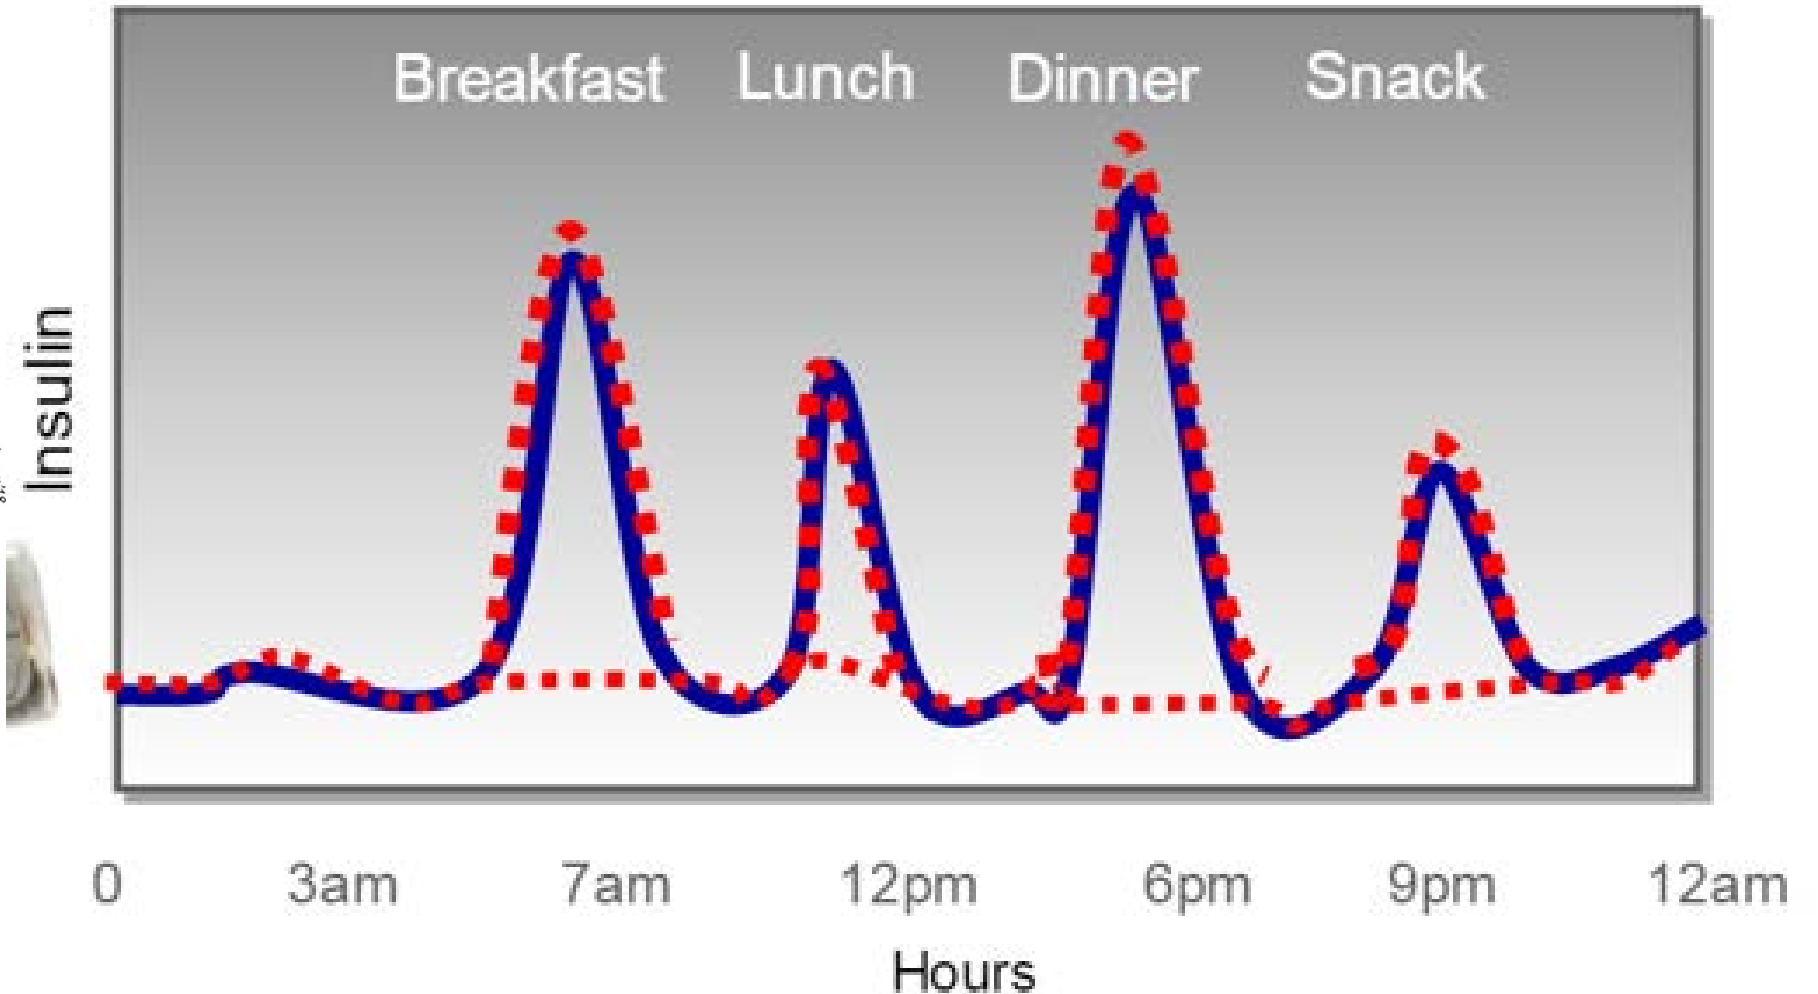 Breakfast Lunch Dinner Snack
Insulin
0 3am 7am 12pm 6pm 9pm 12am
Hours